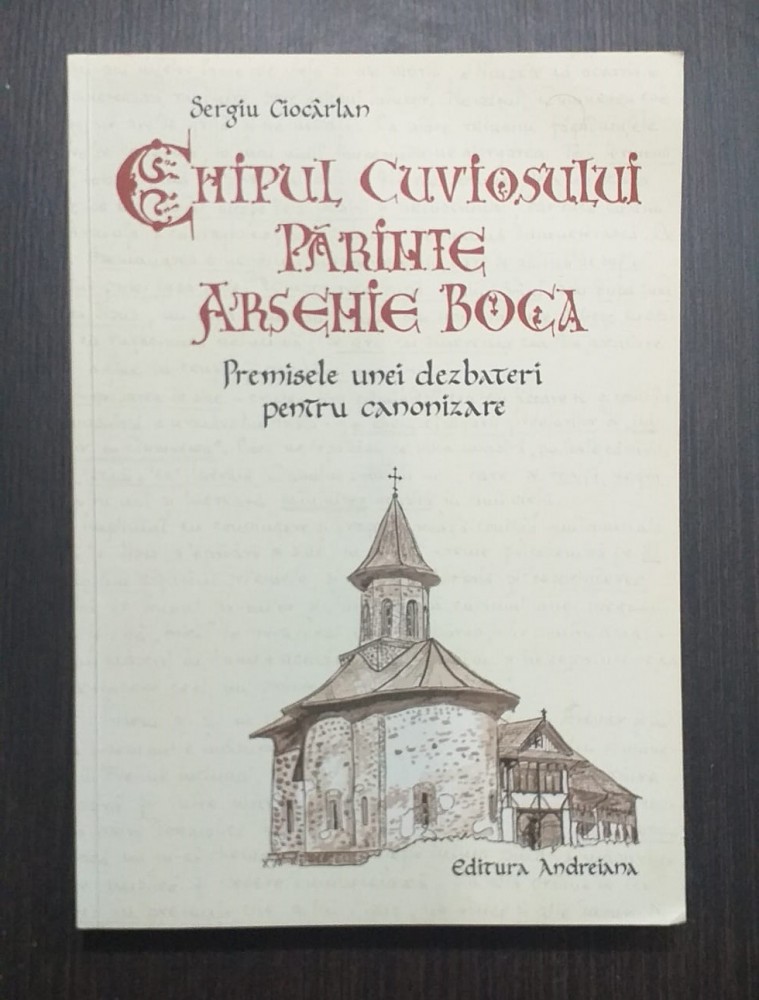 Sergiu Ciocârlan
CHIPUL CUVIOSULUI
PĂRINTE
ARSENIE BOCA
Premisele unei dezbateri
pentru canonizare
Editura Andreiana